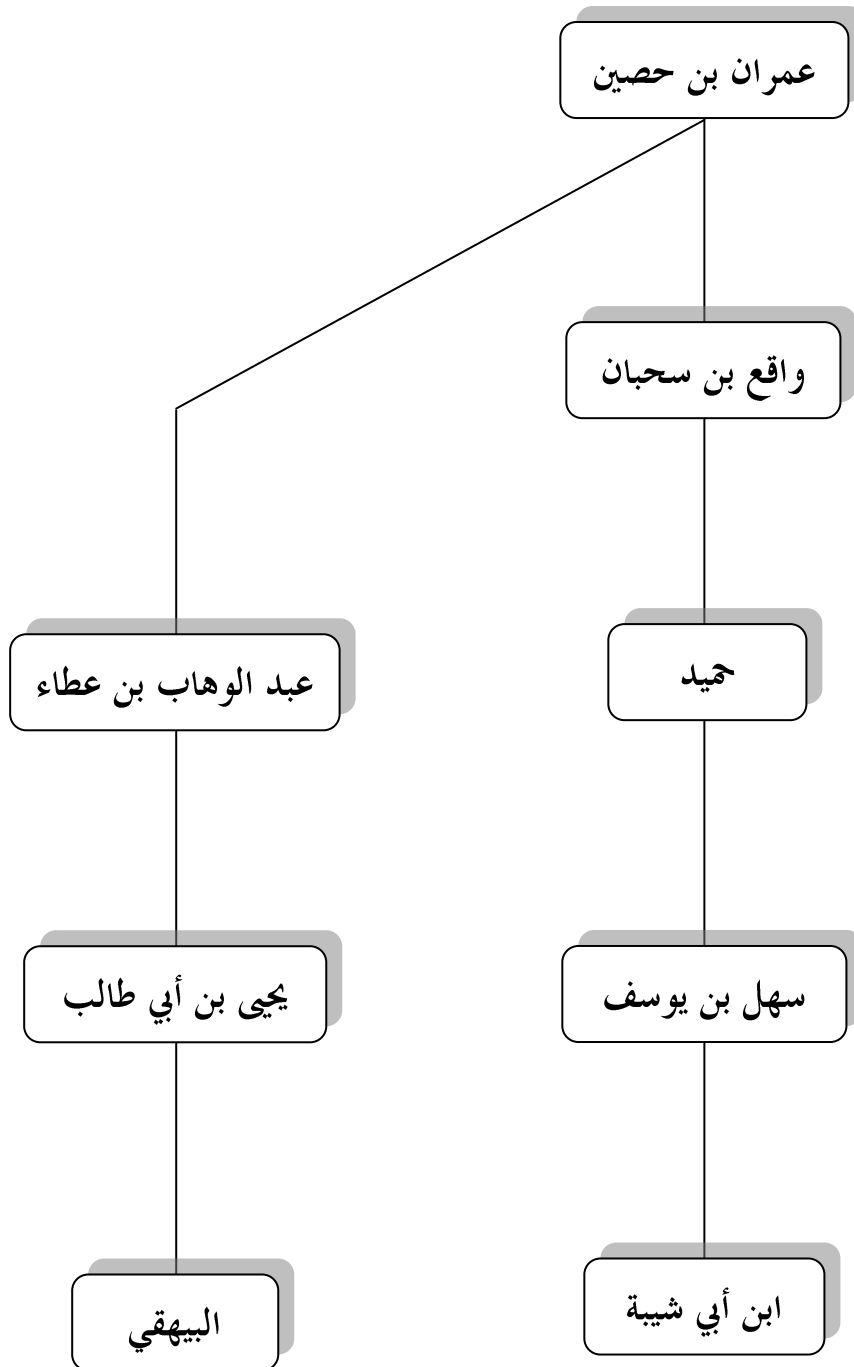 عمران بن حصين
واقع بن سحبان
حميد
عبد الوهاب بن عطاء
سهل بن يوسف
يحيى بن أبي طالب
ابن أبي شيبة
البيهقي